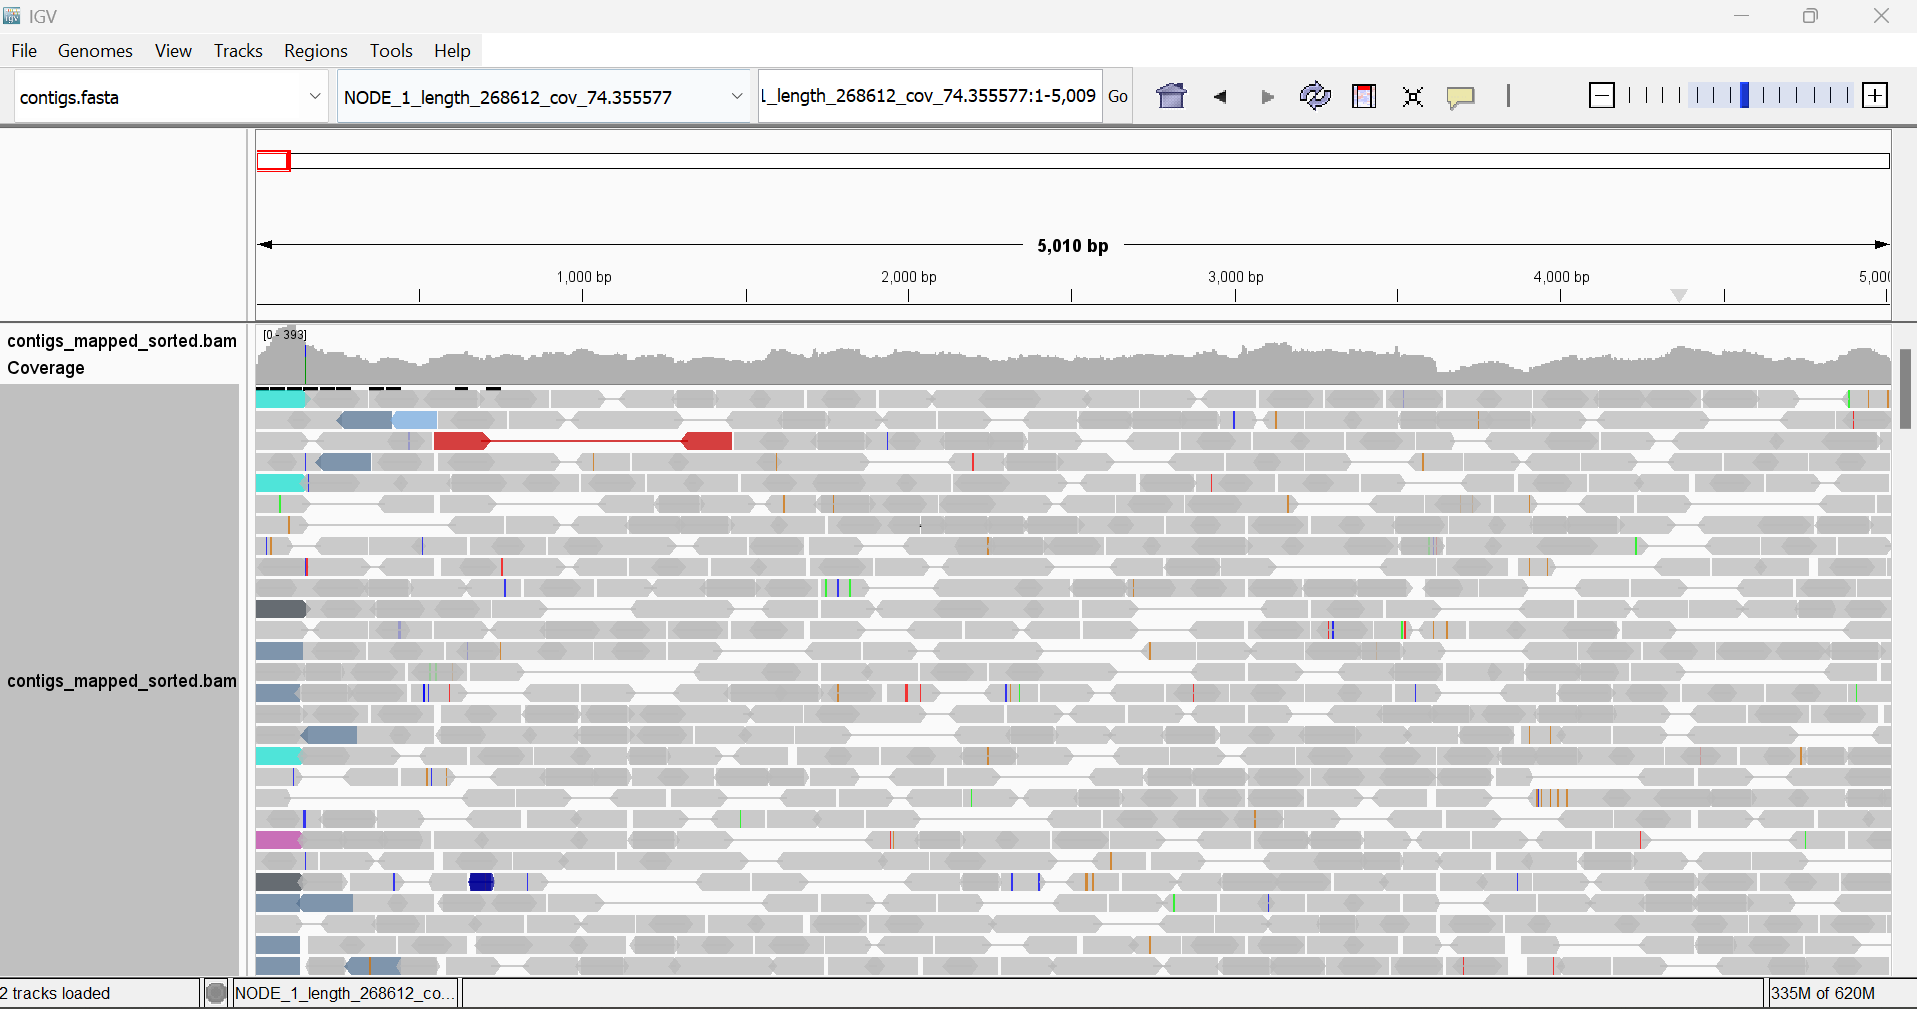 IGV
File Genomes View Tracks Regions Tools Help
contigs.fasta NODE_1_length_268612_cov_74.355577 _length_268612_cov_74.355577:1-5,009 Go
5,010 bp
1,000 bp 2,000 bp 3,000 bp 4,000 bp 5,00
[0 - 393]
contigs_mapped_sorted.bam
Coverage
contigs_mapped_sorted.bam
2 tracks loaded NODE_1_length_268612_co... 335M of 620M